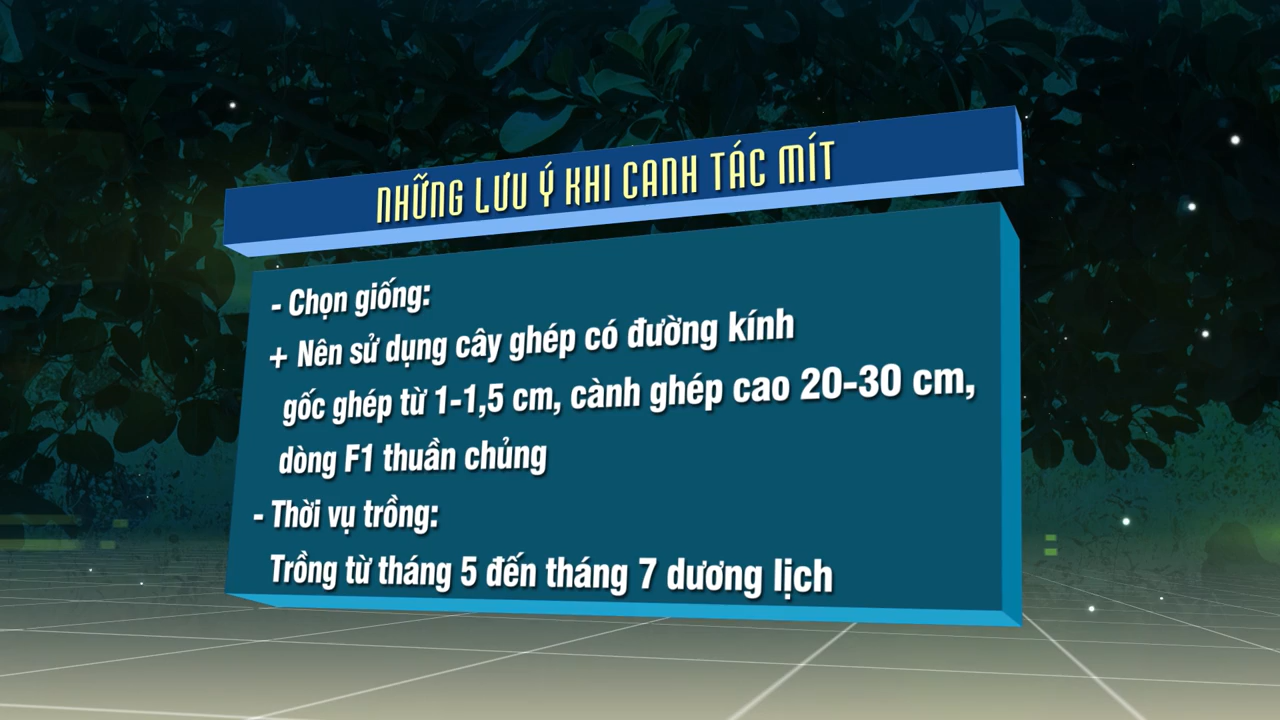 NHỮNG LƯU Ý KHI CANH TÁC MÍT
- Chọn giống:
+ Nên sử dụng cây ghép có đường kính
gốc ghép từ 1-1,5 cm, cành ghép cao 20-30 cm,
dòng F1 thuần chủng
- Thời vụ trồng:
Trồng từ tháng 5 đến tháng 7 dương lịch